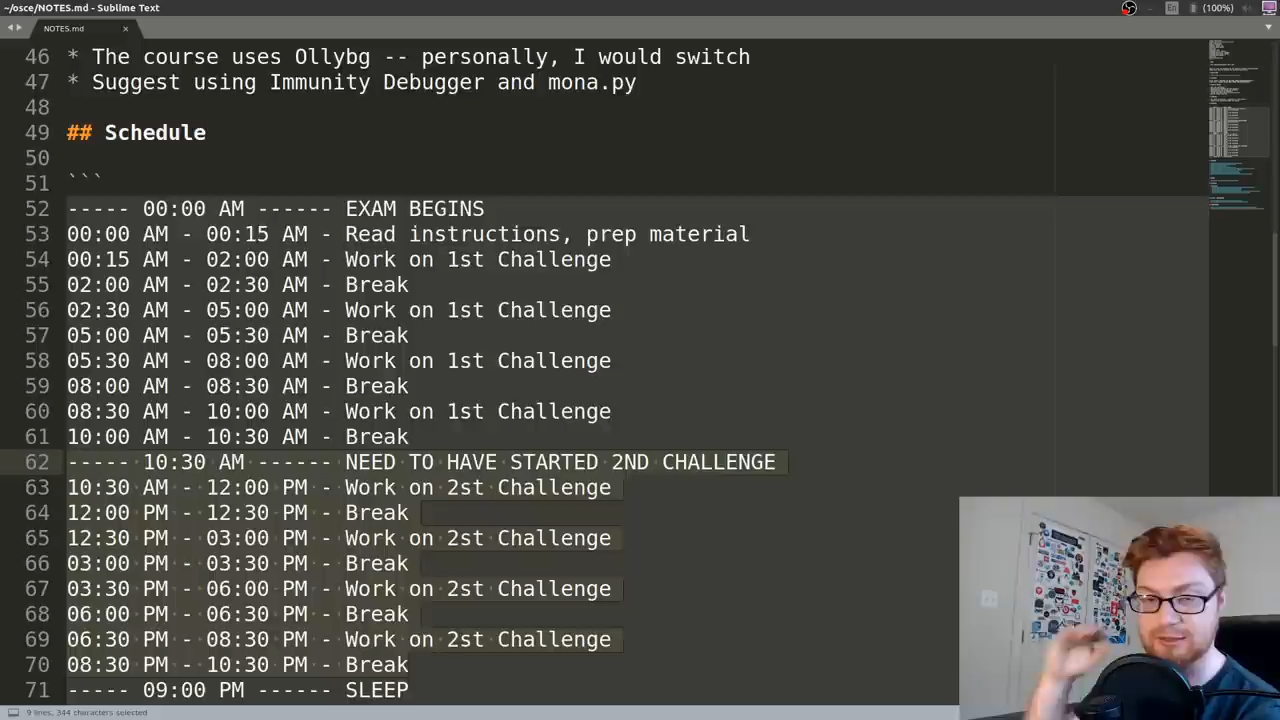 ~/osce/NOTES.md - Sublime Text
En
(100%)
NOTES.md
46 * The course uses Ollybg -- personally, I would switch
47 * Suggest using Immunity Debugger and mona.py
48
49 ## Schedule
50
51 ```
52 ----- 00:00 AM ------ EXAM BEGINS
53 00:00 AM - 00:15 AM - Read instructions, prep material
54 00:15 AM - 02:00 AM - Work on 1st Challenge
55 02:00 AM - 02:30 AM - Break
56 02:30 AM - 05:00 AM - Work on 1st Challenge
57 05:00 AM - 05:30 AM - Break
58 05:30 AM - 08:00 AM - Work on 1st Challenge
59 08:00 AM - 08:30 AM - Break
60 08:30 AM - 10:00 AM - Work on 1st Challenge
61 10:00 AM - 10:30 AM - Break
62 ----- 10:30 AM ------ NEED TO HAVE STARTED 2ND CHALLENGE
63 10:30 AM - 12:00 PM - Work on 2st Challenge
64 12:00 PM - 12:30 PM - Break
65 12:30 PM - 03:00 PM - Work on 2st Challenge
66 03:00 PM - 03:30 PM - Break
67 03:30 PM - 06:00 PM - Work on 2st Challenge
68 06:00 PM - 06:30 PM - Break
69 06:30 PM - 08:30 PM - Work on 2st Challenge
70 08:30 PM - 10:30 PM - Break
71 ----- 09:00 PM ------ SLEEP
9 lines, 344 characters selected